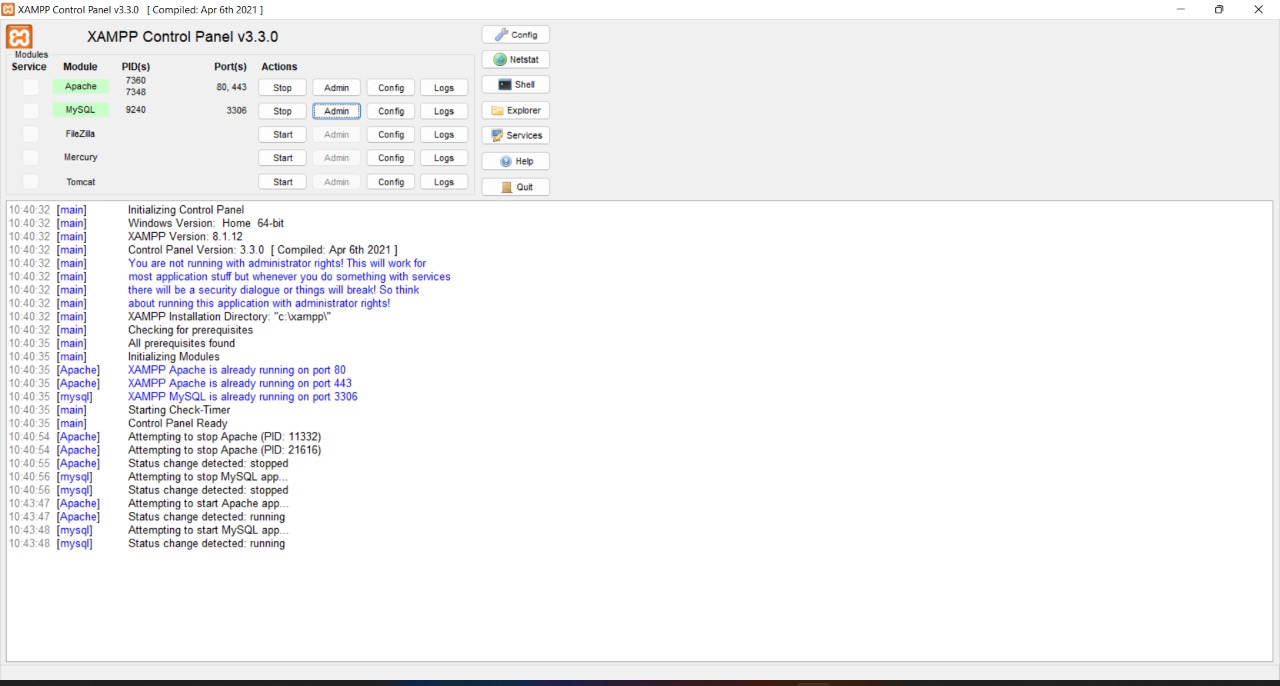 XAMPP Control Panel v3.3.0 [ Compiled: Apr 6th 2021 ]
XAMPP Control Panel v3.3.0
Modules
Service Module PID(s) Port(s) Actions
Apache 7360 7348 80, 443 Stop Admin Config Logs
MySQL 9240 3306 Stop Admin Config Logs
FileZilla Start Admin Config Logs
Mercury Start Admin Config Logs
Tomcat Start Admin Config Logs
Config
Netstat
Shell
Explorer
Services
Help
Quit
10:40:32 [main] Initializing Control Panel
10:40:32 [main] Windows Version: Home 64-bit
10:40:32 [main] XAMPP Version: 8.1.12
10:40:32 [main] Control Panel Version: 3.3.0 [ Compiled: Apr 6th 2021 ]
10:40:32 [main] You are not running with administrator rights! This will work for
10:40:32 [main] most application stuff but whenever you do something with services
10:40:32 [main] there will be a security dialogue or things will break! So think
10:40:32 [main] about running this application with administrator rights!
10:40:32 [main] XAMPP Installation Directory: "c:\xampp\"
10:40:32 [main] Checking for prerequisites
10:40:35 [main] All prerequisites found
10:40:35 [main] Initializing Modules
10:40:35 [Apache] XAMPP Apache is already running on port 80
10:40:35 [Apache] XAMPP Apache is already running on port 443
10:40:35 [mysql] XAMPP MySQL is already running on port 3306
10:40:35 [main] Starting Check-Timer
10:40:35 [main] Control Panel Ready
10:40:54 [Apache] Attempting to stop Apache (PID: 11332)
10:40:54 [Apache] Attempting to stop Apache (PID: 21616)
10:40:55 [Apache] Status change detected: stopped
10:40:56 [mysql] Attempting to stop MySQL app...
10:40:56 [mysql] Status change detected: stopped
10:43:47 [Apache] Attempting to start Apache app...
10:43:47 [Apache] Status change detected: running
10:43:48 [mysql] Attempting to start MySQL app...
10:43:48 [mysql] Status change detected: running